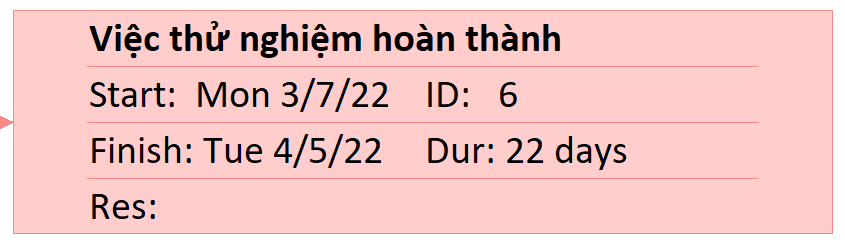 Việc thử nghiệm hoàn thành
Start: Mon 3/7/22 ID: 6
Finish: Tue 4/5/22 Dur: 22 days
Res: